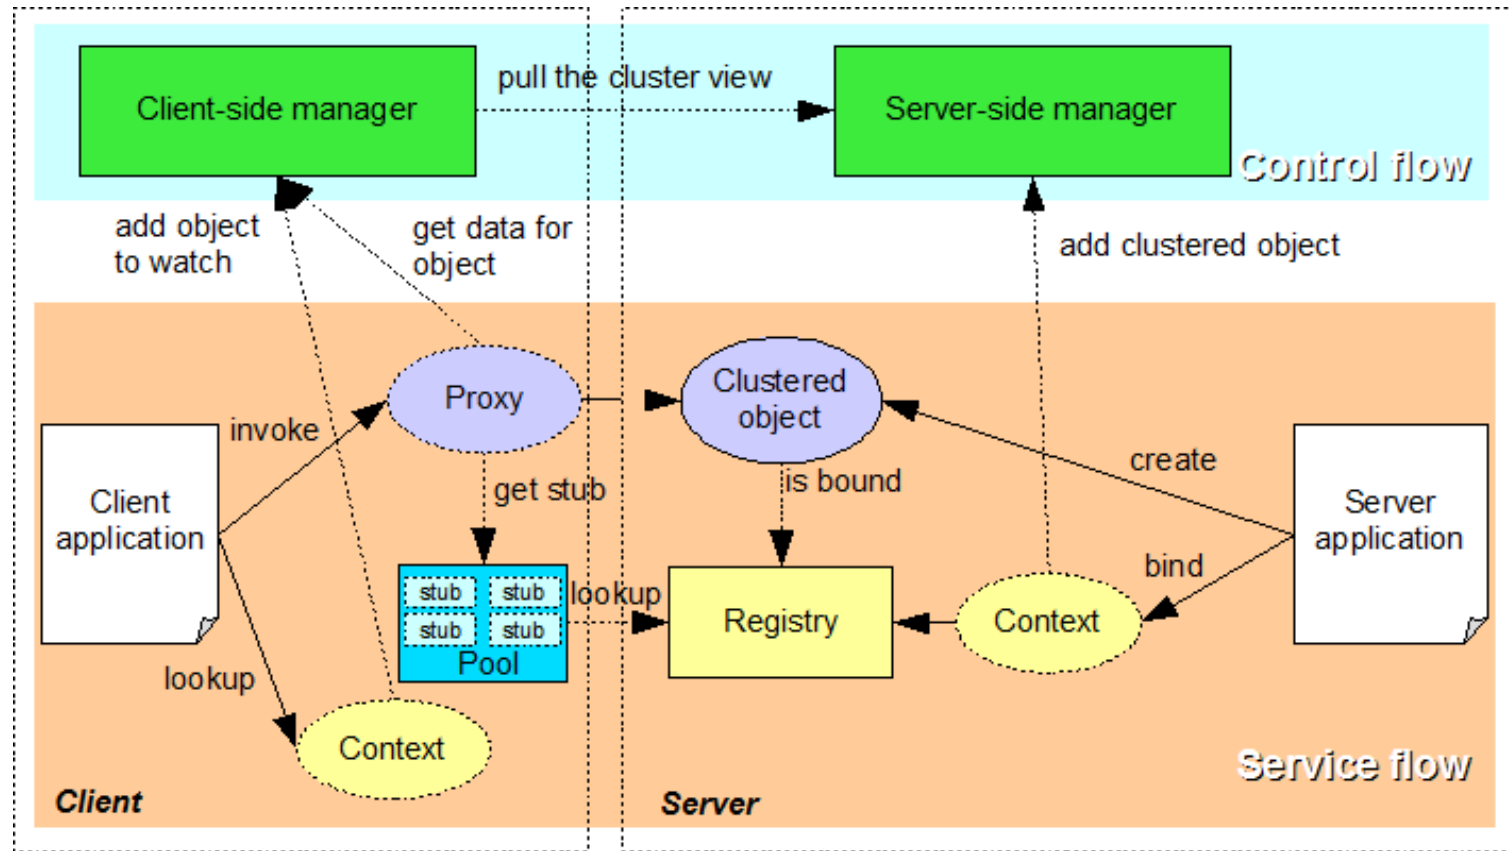 pull the cluster view
Client-side manager
Server-side manager
Control flow
add object
to watch
get data for
object
add clustered object
Proxy
Clustered
object
invoke
create
get stub
is bound
Client
application
Server
application
bind
stub
stub
stub
stub
Pool
lookup
Registry
Context
lookup
Context
Service flow
Client
Server